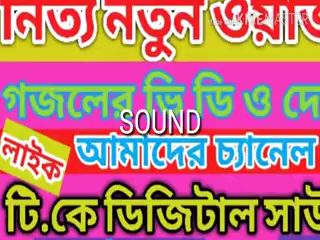 নিত্য নতুন ওয়াজ
গজলের ভি ডি ও দে
SOUND
লাইক
আমাদের চ্যানেল
টি.কে ডিজিটাল সাউ